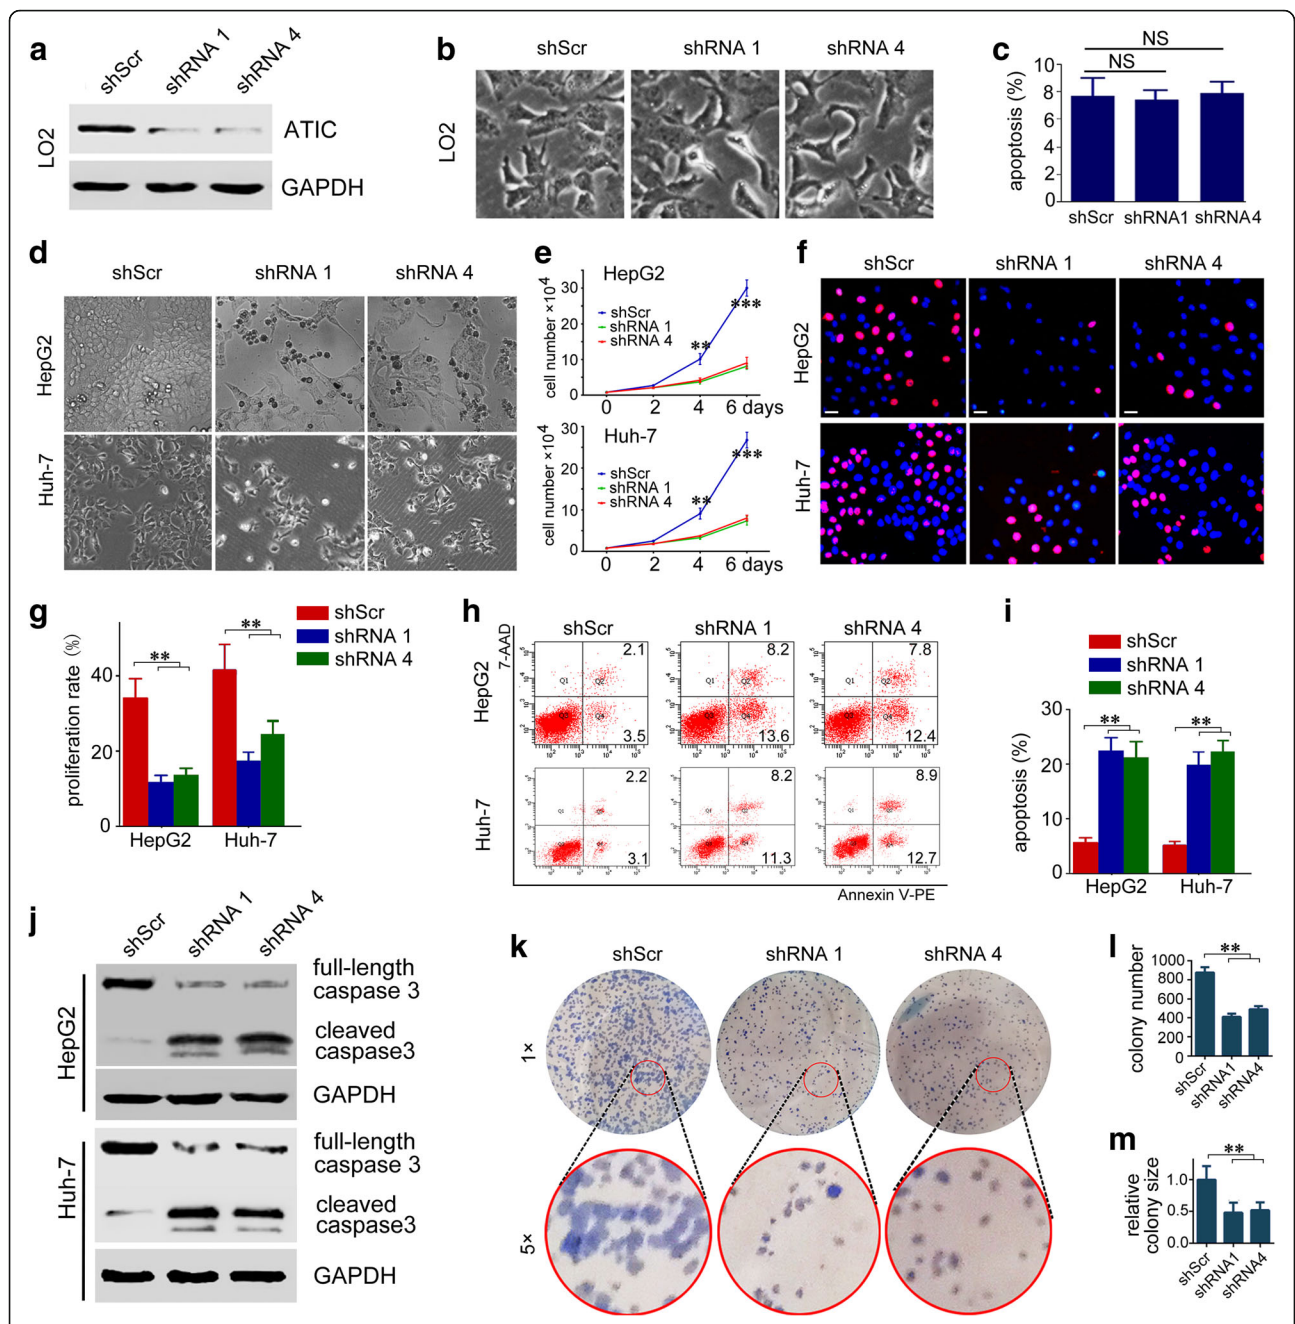 a
shScr
shRNA 1
shRNA 4
LO2
ATIC
GAPDH
b
shScr
shRNA 1
shRNA 4
LO2
c
NS
NS
apoptosis (%)
10
8
6
4
2
0
shScr
shRNA1
shRNA4
d
shScr
shRNA 1
shRNA 4
HepG2
Huh-7
e
HepG2
cell number ×10⁴
30
20
10
0
shScr
shRNA 1
shRNA 4
**
***
0 2 4 6 days
Huh-7
cell number ×10⁴
30
20
10
0
shScr
shRNA 1
shRNA 4
**
***
0 2 4 6 days
f
shScr
shRNA 1
shRNA 4
HepG2
Huh-7
g
shScr
shRNA 1
shRNA 4
**
**
proliferation rate (%)
40
20
0
HepG2
Huh-7
h
shScr
shRNA 1
shRNA 4
7-AAD
HepG2
2.1
3.5
8.2
13.6
7.8
12.4
Huh-7
2.2
3.1
8.2
11.3
8.9
12.7
Annexin V-PE
i
shScr
shRNA 1
shRNA 4
**
**
apoptosis (%)
30
20
10
0
HepG2
Huh-7
j
shScr
shRNA 1
shRNA 4
HepG2
full-length
caspase 3
cleaved
caspase3
GAPDH
Huh-7
full-length
caspase 3
cleaved
caspase3
GAPDH
k
shScr
shRNA 1
shRNA 4
1×
5×
l
**
colony number
1000
800
600
400
200
0
shScr
shRNA1
shRNA4
m
**
relative
colony size
1.0
0.5
0.0
shScr
shRNA1
shRNA4